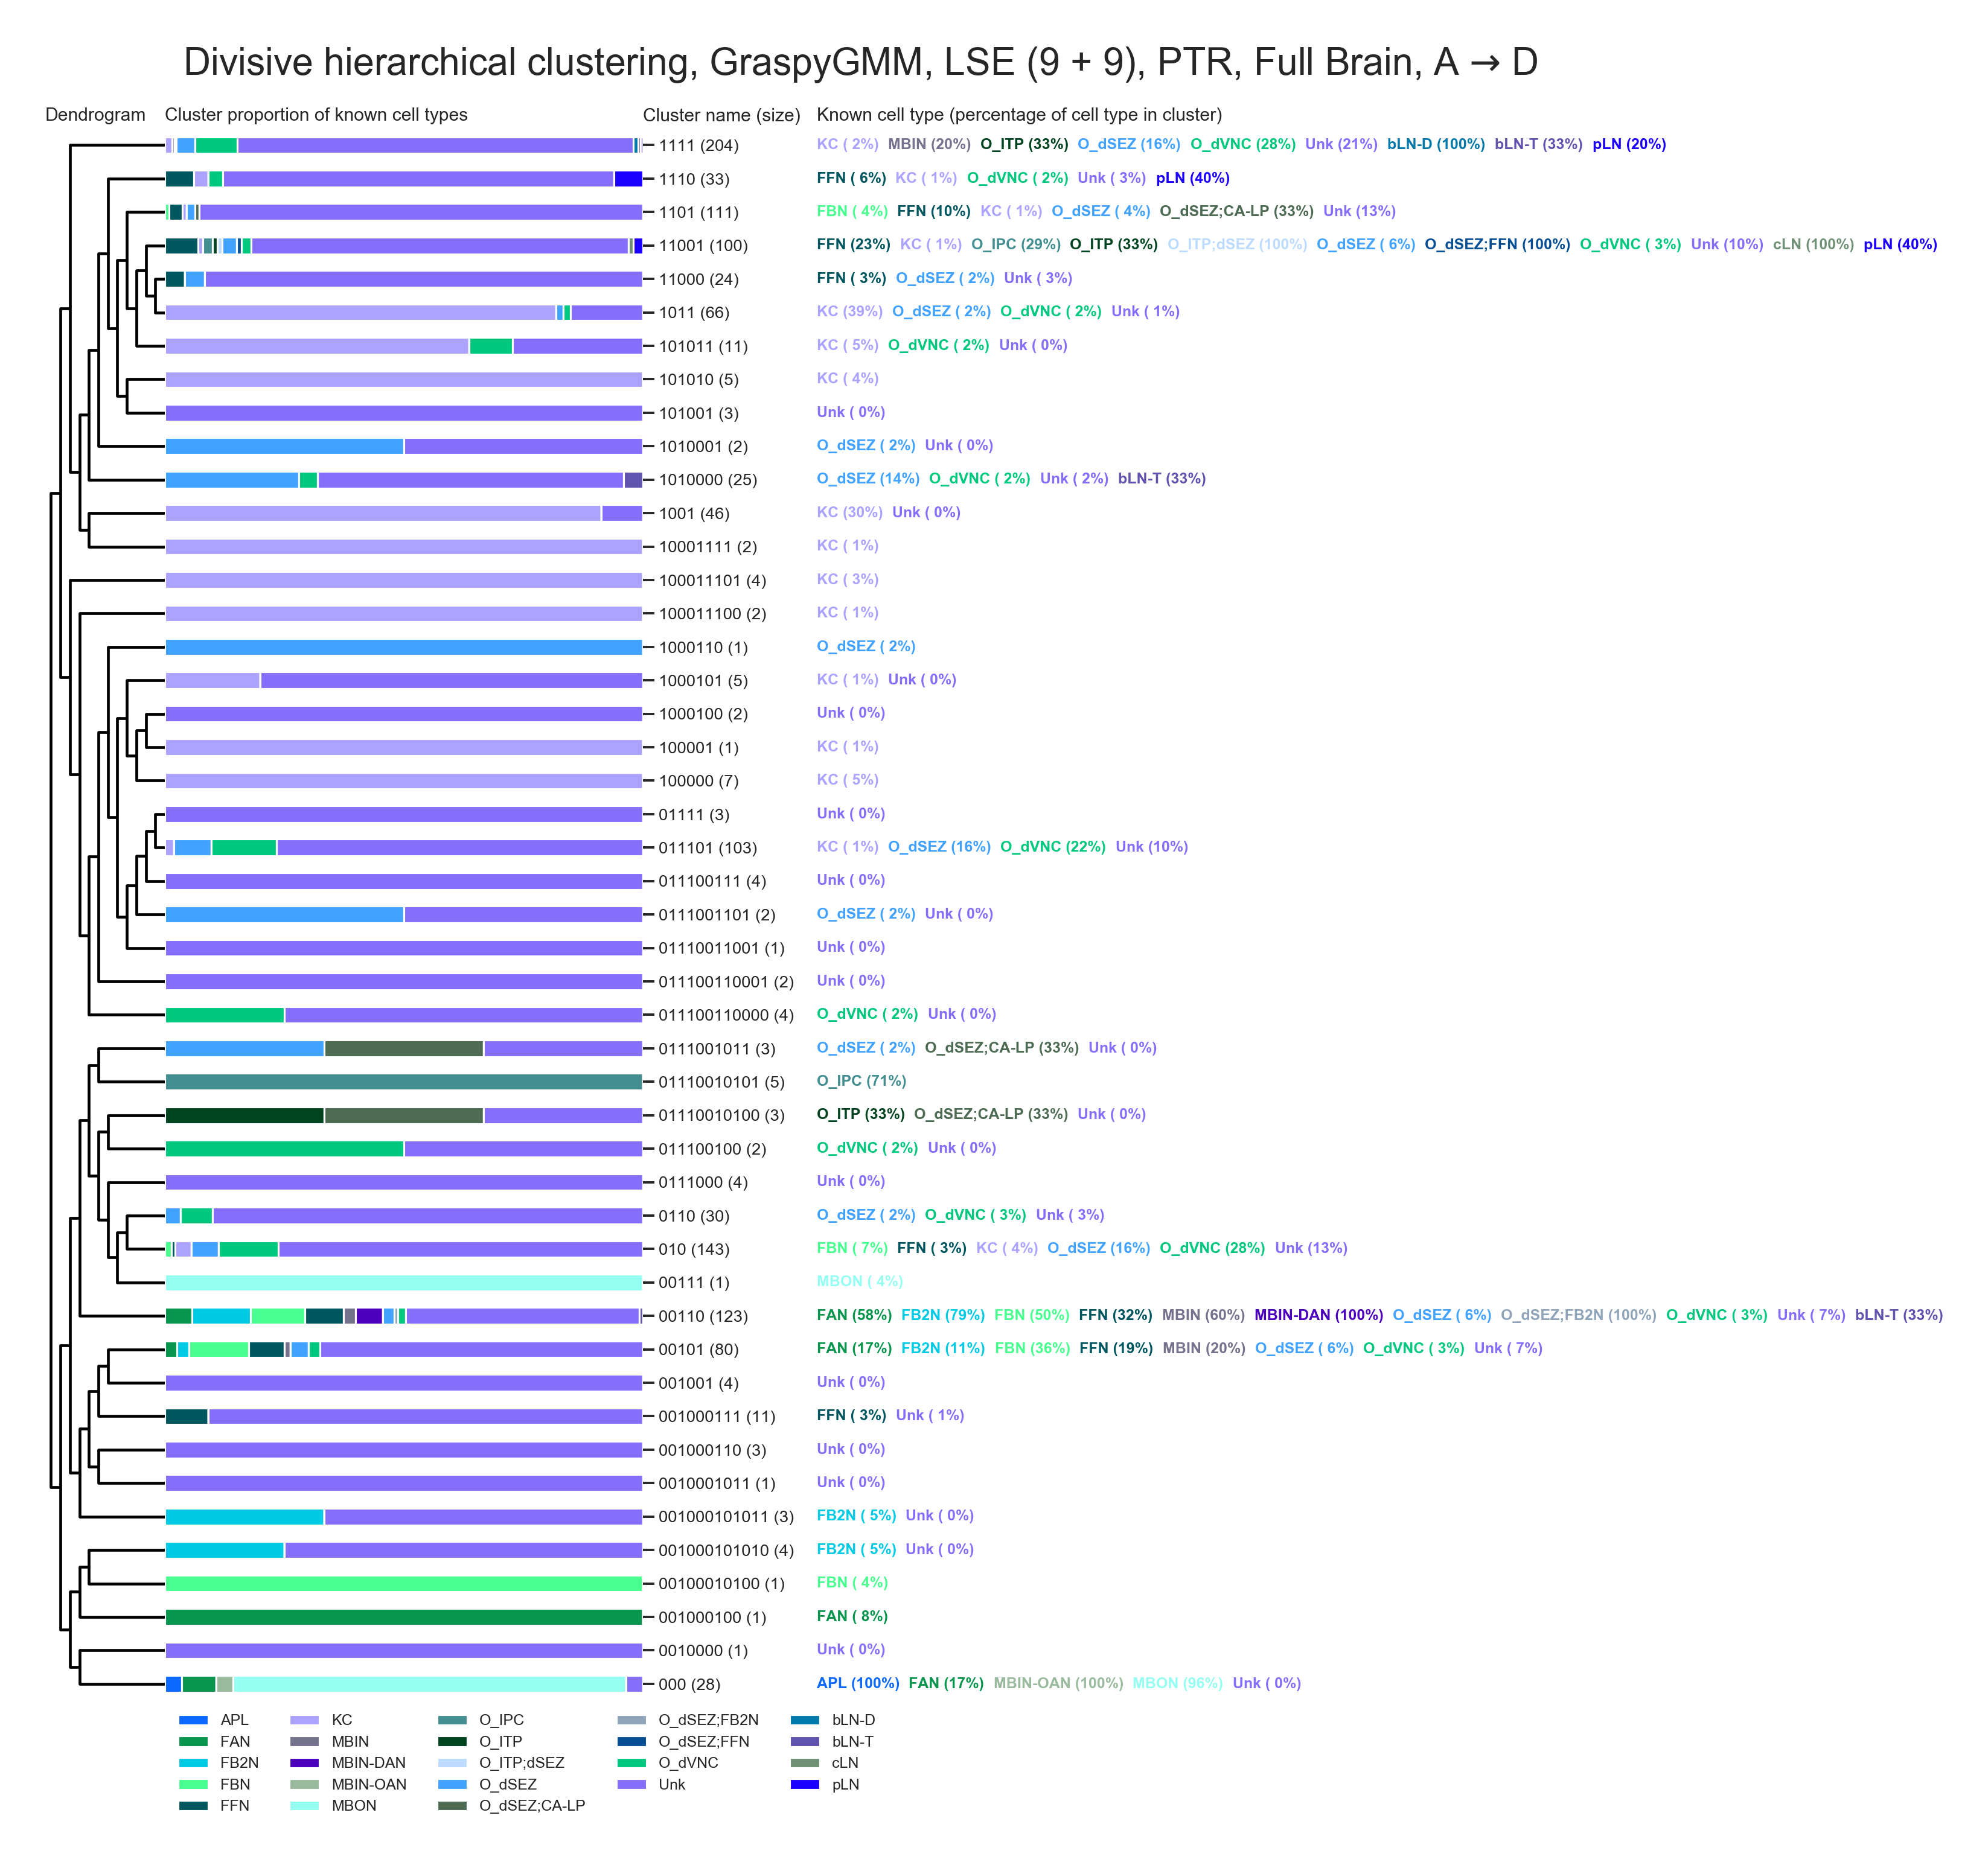 Divisive hierarchical clustering, GraspyGMM, LSE (9 + 9), PTR, Full Brain, A → D
Dendrogram Cluster proportion of known cell types Cluster name (size) Known cell type (percentage of cell type in cluster)
1111 (204) KC ( 2%) MBIN (20%) O_ITP (33%) O_dSEZ (16%) O_dVNC (28%) Unk (21%) bLN-D (100%) bLN-T (33%) pLN (20%)
1110 (33) FFN ( 6%) KC ( 1%) O_dVNC ( 2%) Unk ( 3%) pLN (40%)
1101 (111) FBN ( 4%) FFN (10%) KC ( 1%) O_dSEZ ( 4%) O_dSEZ;CA-LP (33%) Unk (13%)
11001 (100) FFN (23%) KC ( 1%) O_IPC (29%) O_ITP (33%) O_ITP;dSEZ (100%) O_dSEZ ( 6%) O_dSEZ;FFN (100%) O_dVNC ( 3%) Unk (10%) cLN (100%) pLN (40%)
11000 (24) FFN ( 3%) O_dSEZ ( 2%) Unk ( 3%)
1011 (66) KC (39%) O_dSEZ ( 2%) O_dVNC ( 2%) Unk ( 1%)
101011 (11) KC ( 5%) O_dVNC ( 2%) Unk ( 0%)
101010 (5) KC ( 4%)
101001 (3) Unk ( 0%)
1010001 (2) O_dSEZ ( 2%) Unk ( 0%)
1010000 (25) O_dSEZ (14%) O_dVNC ( 2%) Unk ( 2%) bLN-T (33%)
1001 (46) KC (30%) Unk ( 0%)
10001111 (2) KC ( 1%)
100011101 (4) KC ( 3%)
100011100 (2) KC ( 1%)
1000110 (1) O_dSEZ ( 2%)
1000101 (5) KC ( 1%) Unk ( 0%)
1000100 (2) Unk ( 0%)
100001 (1) KC ( 1%)
100000 (7) KC ( 5%)
01111 (3) Unk ( 0%)
011101 (103) KC ( 1%) O_dSEZ (16%) O_dVNC (22%) Unk (10%)
011100111 (4) Unk ( 0%)
0111001101 (2) O_dSEZ ( 2%) Unk ( 0%)
01110011001 (1) Unk ( 0%)
011100110001 (2) Unk ( 0%)
011100110000 (4) O_dVNC ( 2%) Unk ( 0%)
0111001011 (3) O_dSEZ ( 2%) O_dSEZ;CA-LP (33%) Unk ( 0%)
01110010101 (5) O_IPC (71%)
01110010100 (3) O_ITP (33%) O_dSEZ;CA-LP (33%) Unk ( 0%)
011100100 (2) O_dVNC ( 2%) Unk ( 0%)
0111000 (4) Unk ( 0%)
0110 (30) O_dSEZ ( 2%) O_dVNC ( 3%) Unk ( 3%)
010 (143) FBN ( 7%) FFN ( 3%) KC ( 4%) O_dSEZ (16%) O_dVNC (28%) Unk (13%)
00111 (1) MBON ( 4%)
00110 (123) FAN (58%) FB2N (79%) FBN (50%) FFN (32%) MBIN (60%) MBIN-DAN (100%) O_dSEZ ( 6%) O_dSEZ;FB2N (100%) O_dVNC ( 3%) Unk ( 7%) bLN-T (33%)
00101 (80) FAN (17%) FB2N (11%) FBN (36%) FFN (19%) MBIN (20%) O_dSEZ ( 6%) O_dVNC ( 3%) Unk ( 7%)
001001 (4) Unk ( 0%)
001000111 (11) FFN ( 3%) Unk ( 1%)
001000110 (3) Unk ( 0%)
0010001011 (1) Unk ( 0%)
001000101011 (3) FB2N ( 5%) Unk ( 0%)
001000101010 (4) FB2N ( 5%) Unk ( 0%)
00100010100 (1) FBN ( 4%)
001000100 (1) FAN ( 8%)
0010000 (1) Unk ( 0%)
000 (28) APL (100%) FAN (17%) MBIN-OAN (100%) MBON (96%) Unk ( 0%)
APL KC O_IPC O_dSEZ;FB2N bLN-D
FAN MBIN O_ITP O_dSEZ;FFN bLN-T
FB2N MBIN-DAN O_ITP;dSEZ O_dVNC cLN
FBN MBIN-OAN O_dSEZ Unk pLN
FFN MBON O_dSEZ;CA-LP